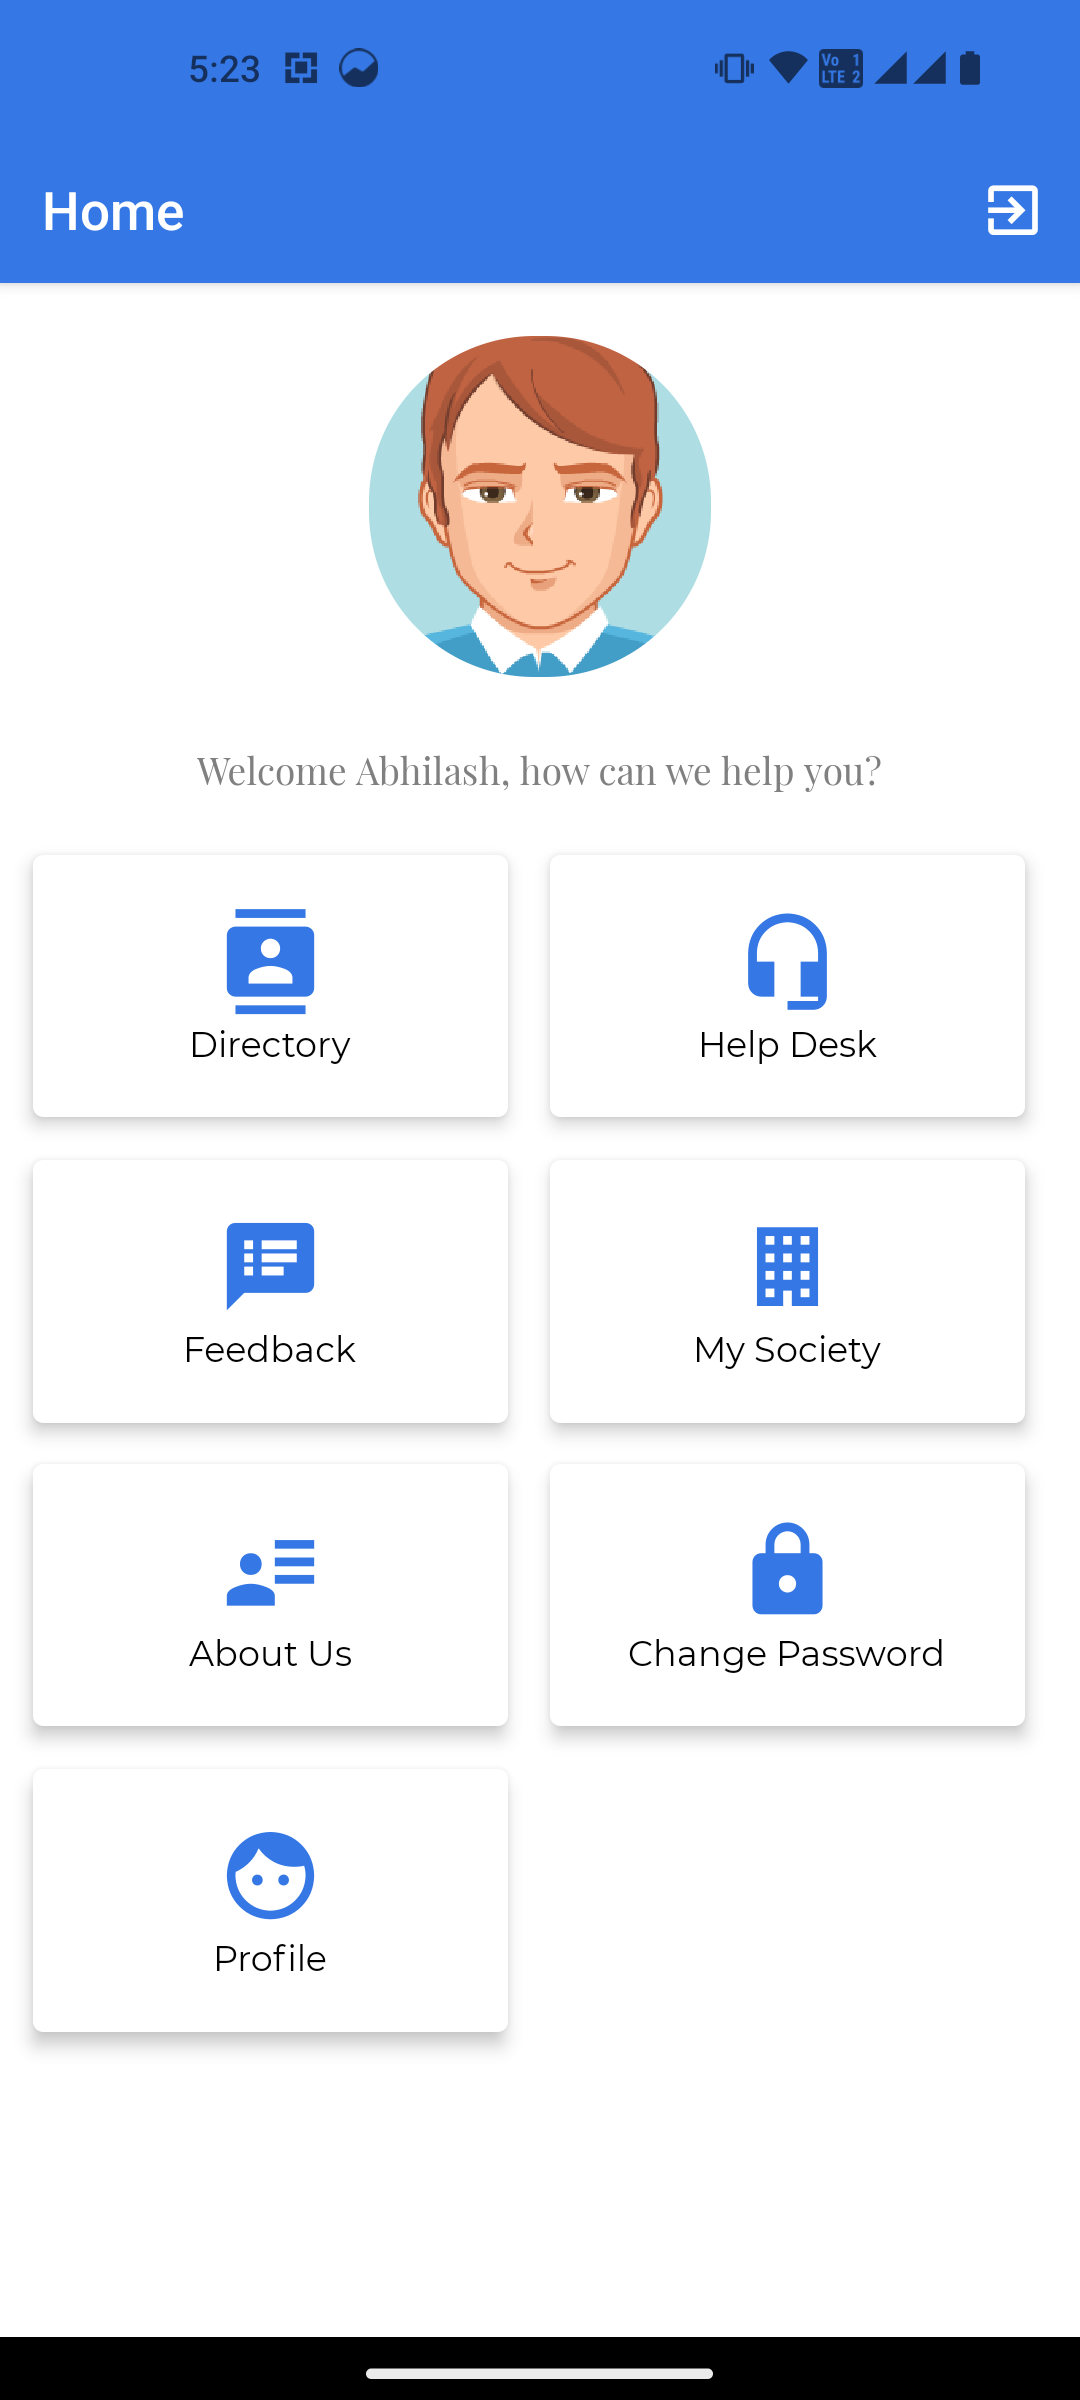 5:23
Vo 1
LTE 2
Home
Welcome Abhilash, how can we help you?
Directory
Help Desk
Feedback
My Society
About Us
Change Password
Profile